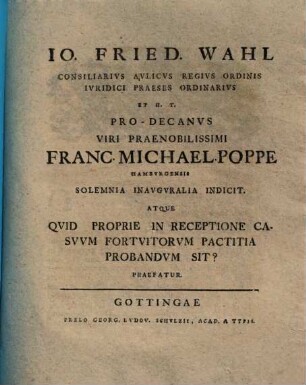 IO. FRIED. WAHL
CONSILIARIVS AVLICVS REGIVS ORDINIS
IVRIDICI PRAESES ORDINARIVS
ET H. T.
PRO-DECANVS
VIRI PRAENOBILISSIMI
FRANC. MICHAEL. POPPE
HAMBVRGENSIS
SOLEMNIA INAVGVRALIA INDICIT.
ATQVE
QVID PROPRIE IN RECEPTIONE CA-
SVVM FORTVITORVM PACTITIA
PROBANDVM SIT?
PRAEFATVR.
GOTTINGAE
PRELO GEORG. LVDOV. SCHVLZII, ACAD. A TYPIS.